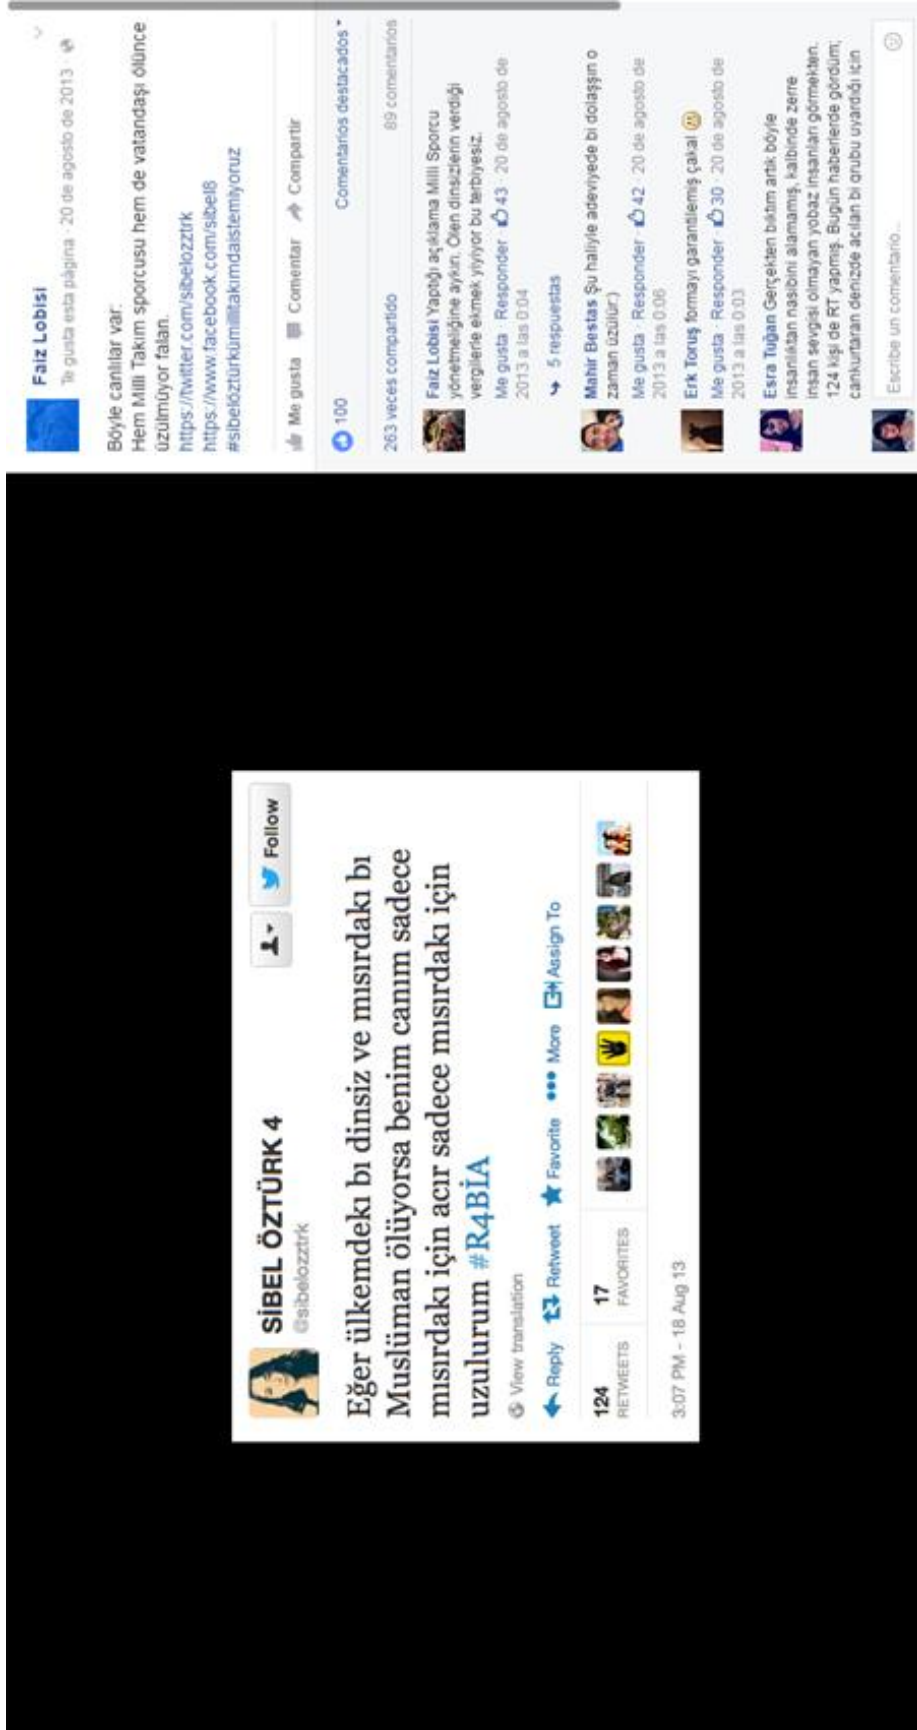 SİBEL ÖZTÜRK 4
@sibelozztrk
Follow
Eğer ülkemdekı bı dinsiz ve mısırdakı bı
Muslüman ölüyorsa benim canım sadece
mısırdakı için acır sadece mısırdakı için
uzulurum #R4BİA
View translation
Reply Retweet Favorite More Assign To
124 RETWEETS 17 FAVORITES
3:07 PM - 18 Aug 13
Faiz Lobisi
Te gusta esta página · 20 de agosto de 2013 ·
Böyle canlılar var:
Hem Milli Takım sporcusu hem de vatandaşı ölünce
üzülmüyor falan.
https://twitter.com/sibelozztrk
https://www.facebook.com/sibel8
#sibelöztürkümillitakımdaistemiyoruz
Me gusta Comentar Compartir
100 Comentarios destacados
263 veces compartido 89 comentarios
Faiz Lobisi Yaptığı açıklama Milli Sporcu
yönetmeliğine aykırı. Ölen dinsizlerin verdiği
vergilerle ekmek yiyiyor bu terbiyesiz.
Me gusta · Responder · 43 · 20 de agosto de
2013 a las 0:04
5 respuestas
Mahir Bestas Şu haliyle adeviyede bi dolaşşın o
zaman üzülür:)
Me gusta · Responder · 42 · 20 de agosto de
2013 a las 0:06
Erk Toruş formayı garantilemiş çakal
Me gusta · Responder · 30 · 20 de agosto de
2013 a las 0:03
Esra Tuğan Gerçekten bıktım artık böyle
insanlıktan nasibini alamamış, kalbinde zerre
insan sevgisi olmayan yobaz insanları görmekten.
124 kişi de RT yapmış. Bugün haberlerde gördüm;
cankurtaran denizde açılan bi grubu uyardığı için
Escribe un comentario...